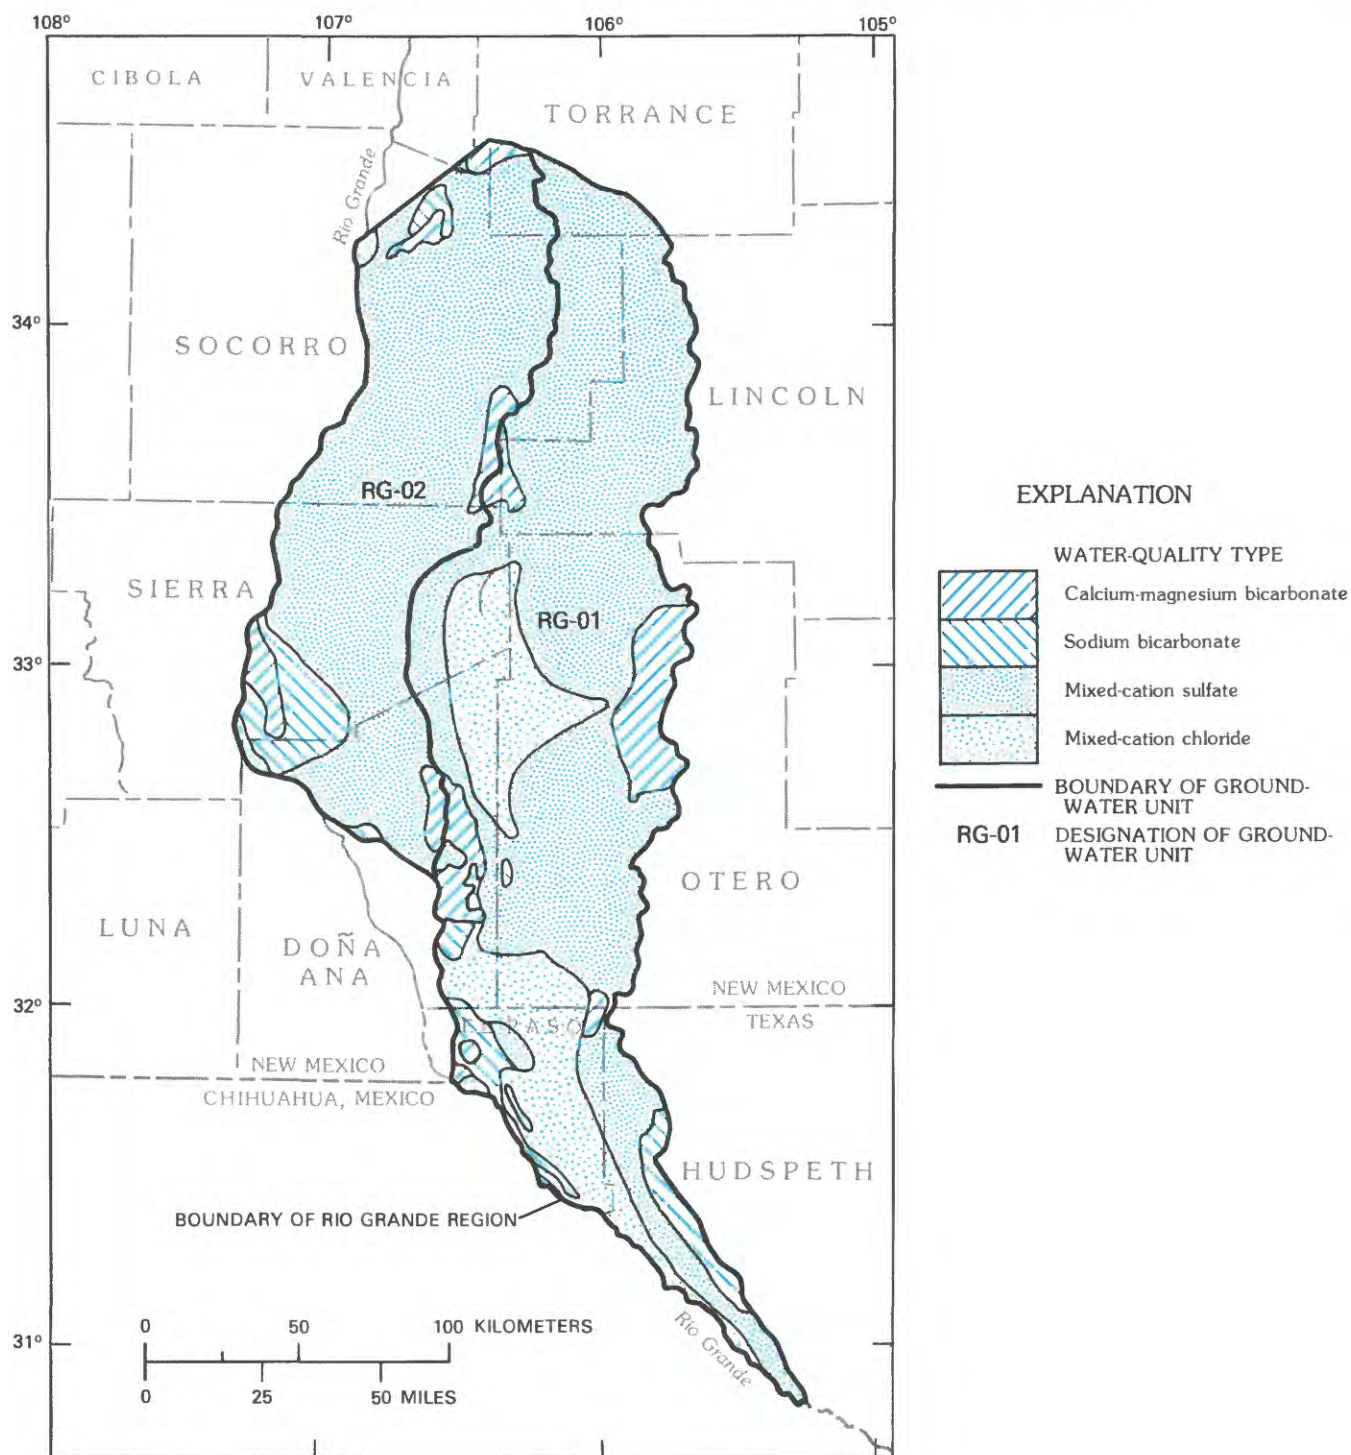 108°
107°
106°
105°
CIBOLA
VALENCIA
TORRANCE
Rio Grande
34°
SOCORRO
LINCOLN
RG-02
EXPLANATION
WATER-QUALITY TYPE
Calcium-magnesium bicarbonate
Sodium bicarbonate
Mixed-cation sulfate
Mixed-cation chloride
BOUNDARY OF GROUND-
WATER UNIT
RG-01
DESIGNATION OF GROUND-
WATER UNIT
SIERRA
RG-01
33°
OTERO
LUNA
DOÑA
ANA
32°
NEW MEXICO
TEXAS
EL PASO
NEW MEXICO
CHIHUAHUA, MEXICO
HUDSPETH
BOUNDARY OF RIO GRANDE REGION
0 50 100 KILOMETERS
0 25 50 MILES
31°
Rio Grande